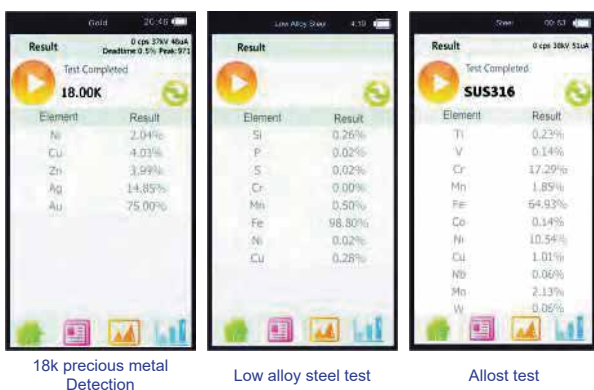 Gold 20:46
Result 0 cps 37kV 46uA
Deadtime 0.5% Peak:971
Test Completed
18.00K
Element Result
Ni 2.04%
Cu 4.03%
Zn 3.99%
Ag 14.85%
Au 75.00%
18k precious metal
Detection
Low Alloy Steel 4:19
Result
Element Result
Si 0.26%
P 0.02%
S 0.02%
Cr 0.00%
Mn 0.50%
Fe 98.80%
Ni 0.02%
Cu 0.28%
Low alloy steel test
Steel 00:53
Result 0 cps 38kV 51uA
Test Completed
SUS316
Element Result
Ti 0.23%
V 0.14%
Cr 17.29%
Mn 1.85%
Fe 64.93%
Co 0.14%
Ni 10.54%
Cu 1.01%
Nb 0.06%
Mo 2.13%
W 0.06%
Allost test